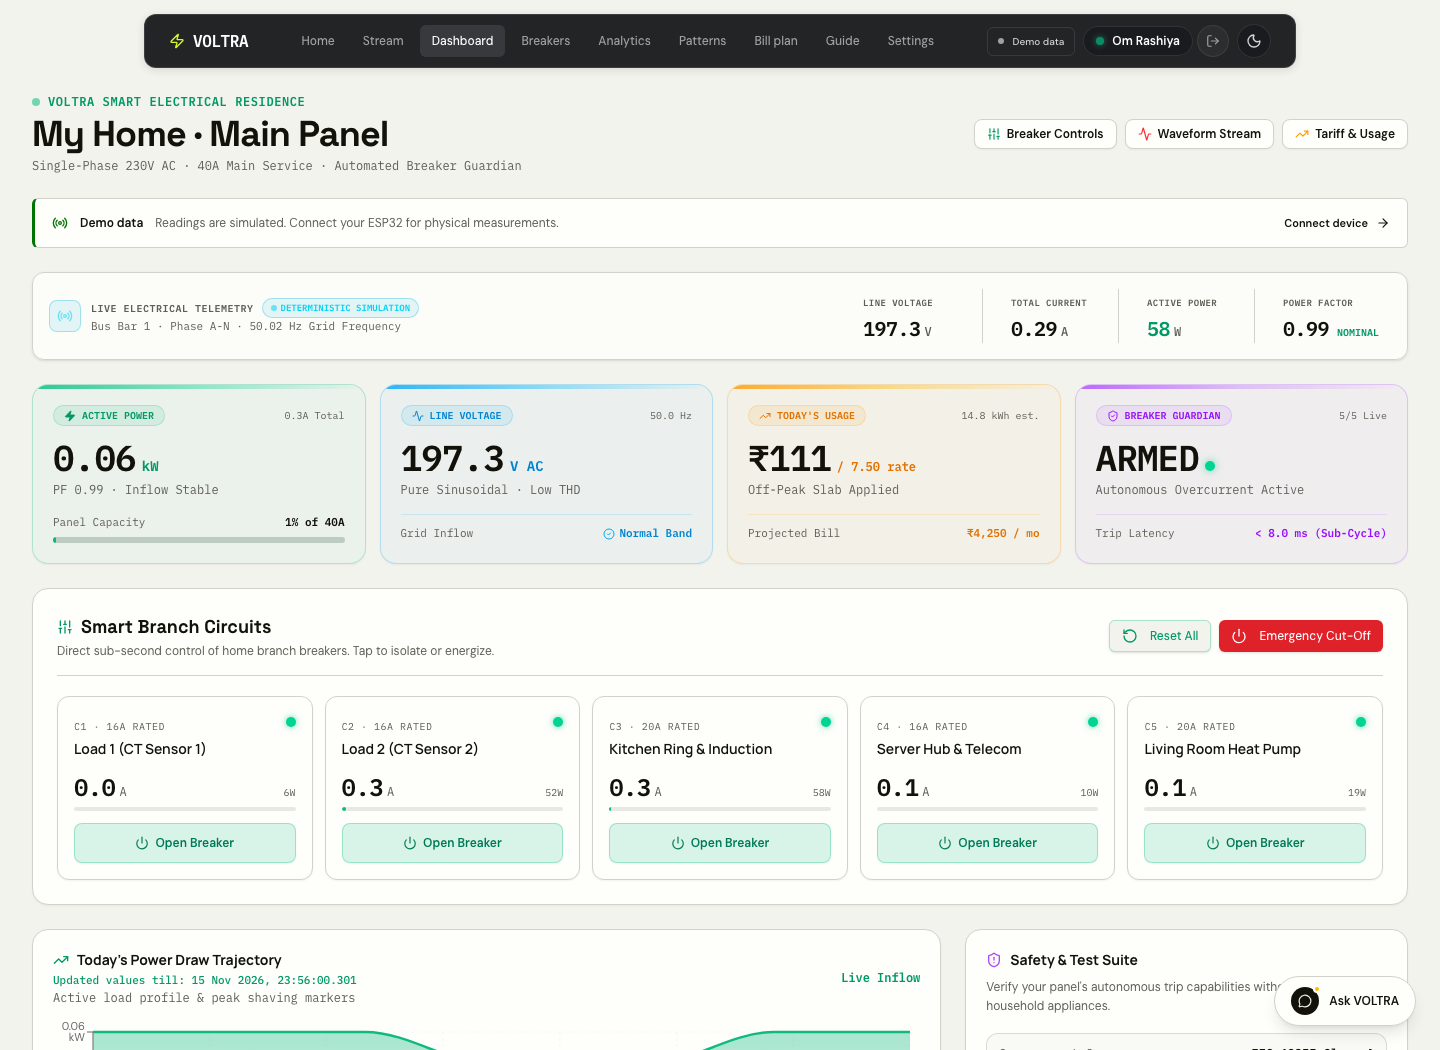 VOLTRA
Home
Stream
Dashboard
Breakers
Analytics
Patterns
Bill plan
Guide
Settings
Demo data
Om Rashiya
VOLTRA SMART ELECTRICAL RESIDENCE
My Home · Main Panel
Single-Phase 230V AC · 40A Main Service · Automated Breaker Guardian
Breaker Controls
Waveform Stream
Tariff & Usage
Demo data Readings are simulated. Connect your ESP32 for physical measurements.
Connect device
LIVE ELECTRICAL TELEMETRY DETERMINISTIC SIMULATION
Bus Bar 1 · Phase A-N · 50.02 Hz Grid Frequency
LINE VOLTAGE
197.3 V
TOTAL CURRENT
0.29 A
ACTIVE POWER
58 W
POWER FACTOR
0.99 NOMINAL
ACTIVE POWER 0.3A Total
0.06 kW
PF 0.99 · Inflow Stable
Panel Capacity 1% of 40A
LINE VOLTAGE 50.0 Hz
197.3 V AC
Pure Sinusoidal · Low THD
Grid Inflow Normal Band
TODAY'S USAGE 14.8 kWh est.
₹111 / 7.50 rate
Off-Peak Slab Applied
Projected Bill ₹4,250 / mo
BREAKER GUARDIAN 5/5 Live
ARMED
Autonomous Overcurrent Active
Trip Latency < 8.0 ms (Sub-Cycle)
Smart Branch Circuits
Direct sub-second control of home branch breakers. Tap to isolate or energize.
Reset All
Emergency Cut-Off
C1 · 16A RATED
Load 1 (CT Sensor 1)
0.0 A 6W
Open Breaker
C2 · 16A RATED
Load 2 (CT Sensor 2)
0.3 A 52W
Open Breaker
C3 · 20A RATED
Kitchen Ring & Induction
0.3 A 58W
Open Breaker
C4 · 16A RATED
Server Hub & Telecom
0.1 A 10W
Open Breaker
C5 · 20A RATED
Living Room Heat Pump
0.1 A 19W
Open Breaker
Today's Power Draw Trajectory
Updated values till: 15 Nov 2026, 23:56:00.301
Active load profile & peak shaving markers
Live Inflow
0.06
kW
Safety & Test Suite
Verify your panel's autonomous trip capabilities
household appliances.
Ask VOLTRA